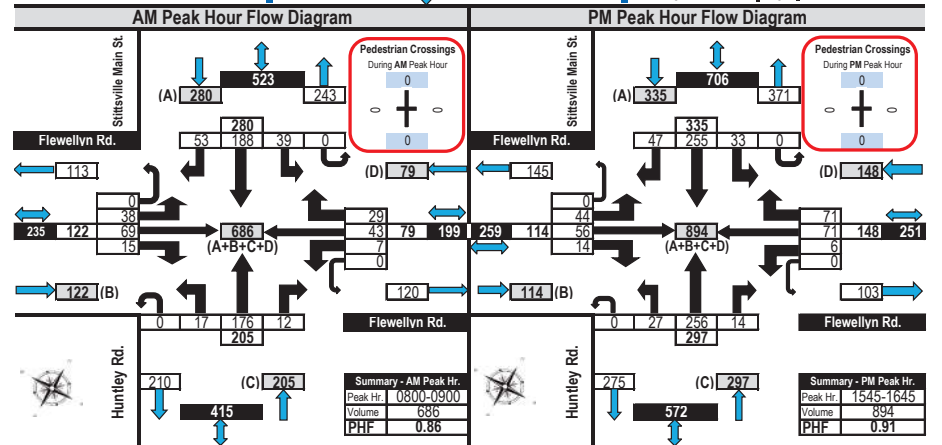 AM Peak Hour Flow Diagram
Stittsville Main St.
523
(A) 280
243
Pedestrian Crossings
During AM Peak Hour
0
0
0
0
280
53 188 39 0
Flewellyn Rd.
113
(D) 79
0
38
69
15
235 122
686
(A+B+C+D)
29
43
7
0
79 199
122 (B)
120
0 17 176 12
205
Flewellyn Rd.
Huntley Rd.
210
(C) 205
415
Summary - AM Peak Hr.
Peak Hr. 0800-0900
Volume 686
PHF 0.86
PM Peak Hour Flow Diagram
Stittsville Main St.
706
(A) 335
371
Pedestrian Crossings
During PM Peak Hour
0
0
0
0
335
47 255 33 0
Flewellyn Rd.
145
(D) 148
0
44
56
14
259 114
894
(A+B+C+D)
71
71
6
0
148 251
114 (B)
103
0 27 256 14
297
Flewellyn Rd.
Huntley Rd.
275
(C) 297
572
Summary - PM Peak Hr.
Peak Hr. 1545-1645
Volume 894
PHF 0.91